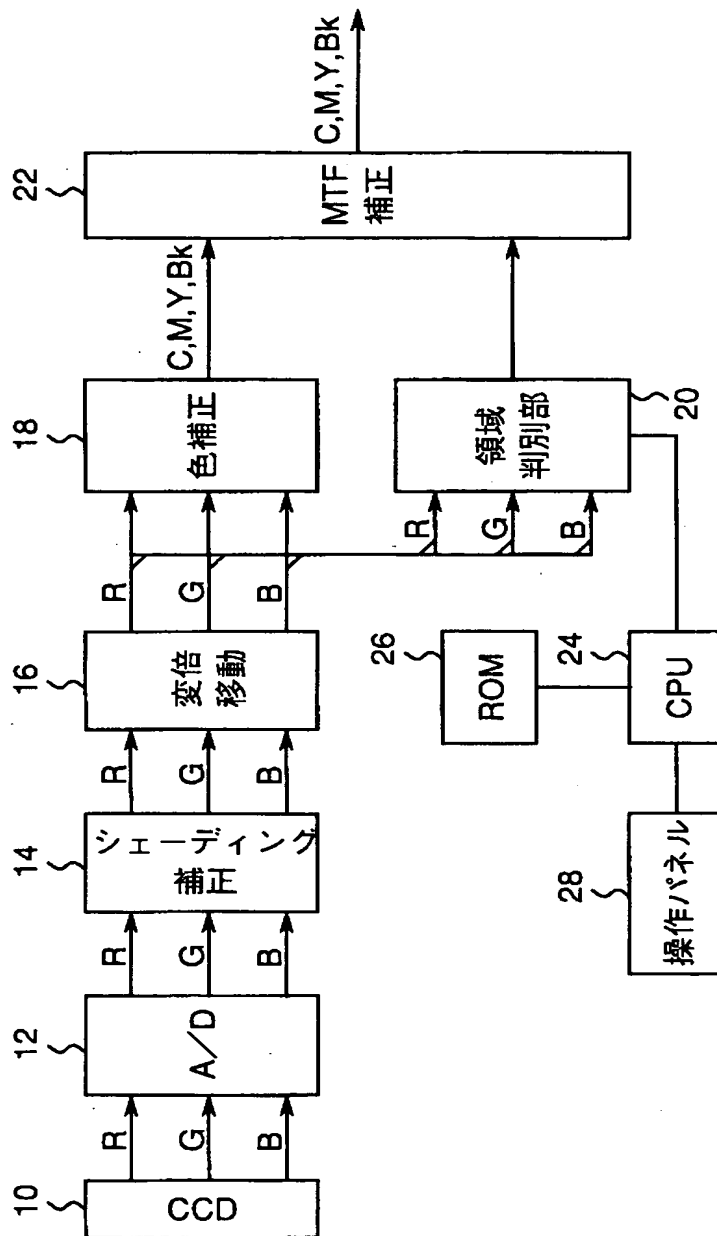 10
CCD
R
G
B
12
A/D
R
G
B
14
シェーディング
補正
R
G
B
16
変倍
移動
R
G
B
18
色補正
C,M,Y,Bk
22
MTF
補正
C,M,Y,Bk
R
G
B
領域
判別部
20
26
ROM
24
CPU
28
操作パネル